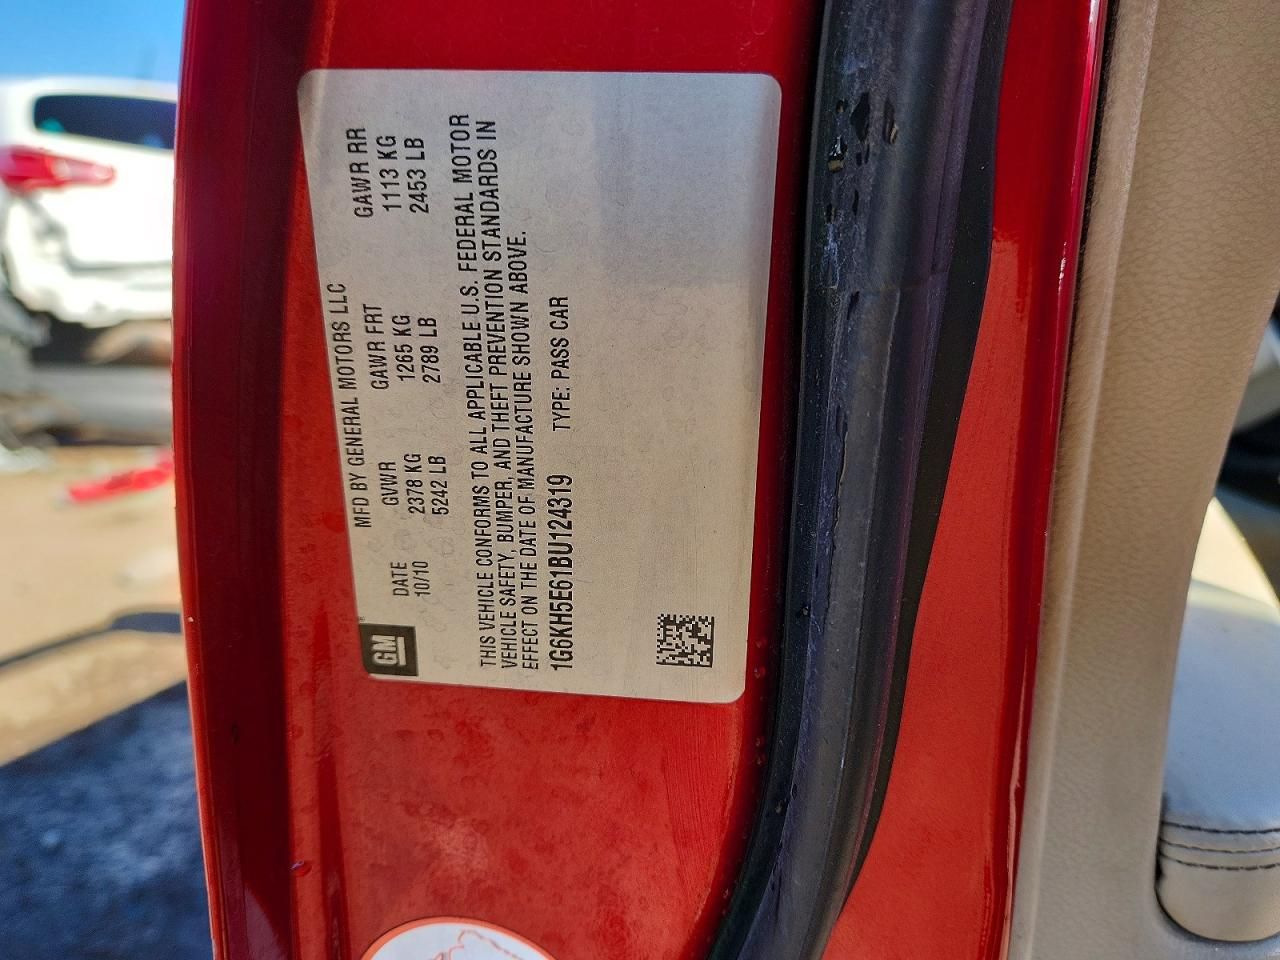 GM
MFD BY GENERAL MOTORS LLC
DATE GVWR GAWR FRT GAWR RR
10/10 2378 KG 1265 KG 1113 KG
5242 LB 2789 LB 2453 LB
THIS VEHICLE CONFORMS TO ALL APPLICABLE U.S. FEDERAL MOTOR
VEHICLE SAFETY, BUMPER, AND THEFT PREVENTION STANDARDS IN
EFFECT ON THE DATE OF MANUFACTURE SHOWN ABOVE.
1G6KH5E61BU124319 TYPE: PASS CAR